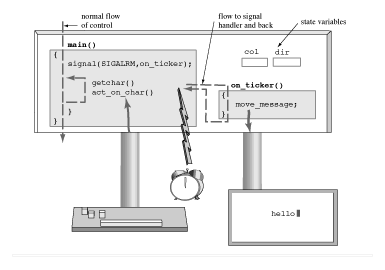 normal flow
of control
flow to signal
handler and back
state variables
main()
{
signal(SIGALRM,on_ticker);
getchar()
act_on_char()
}
}
col dir
on_ticker()
{
move_message;
}
hello